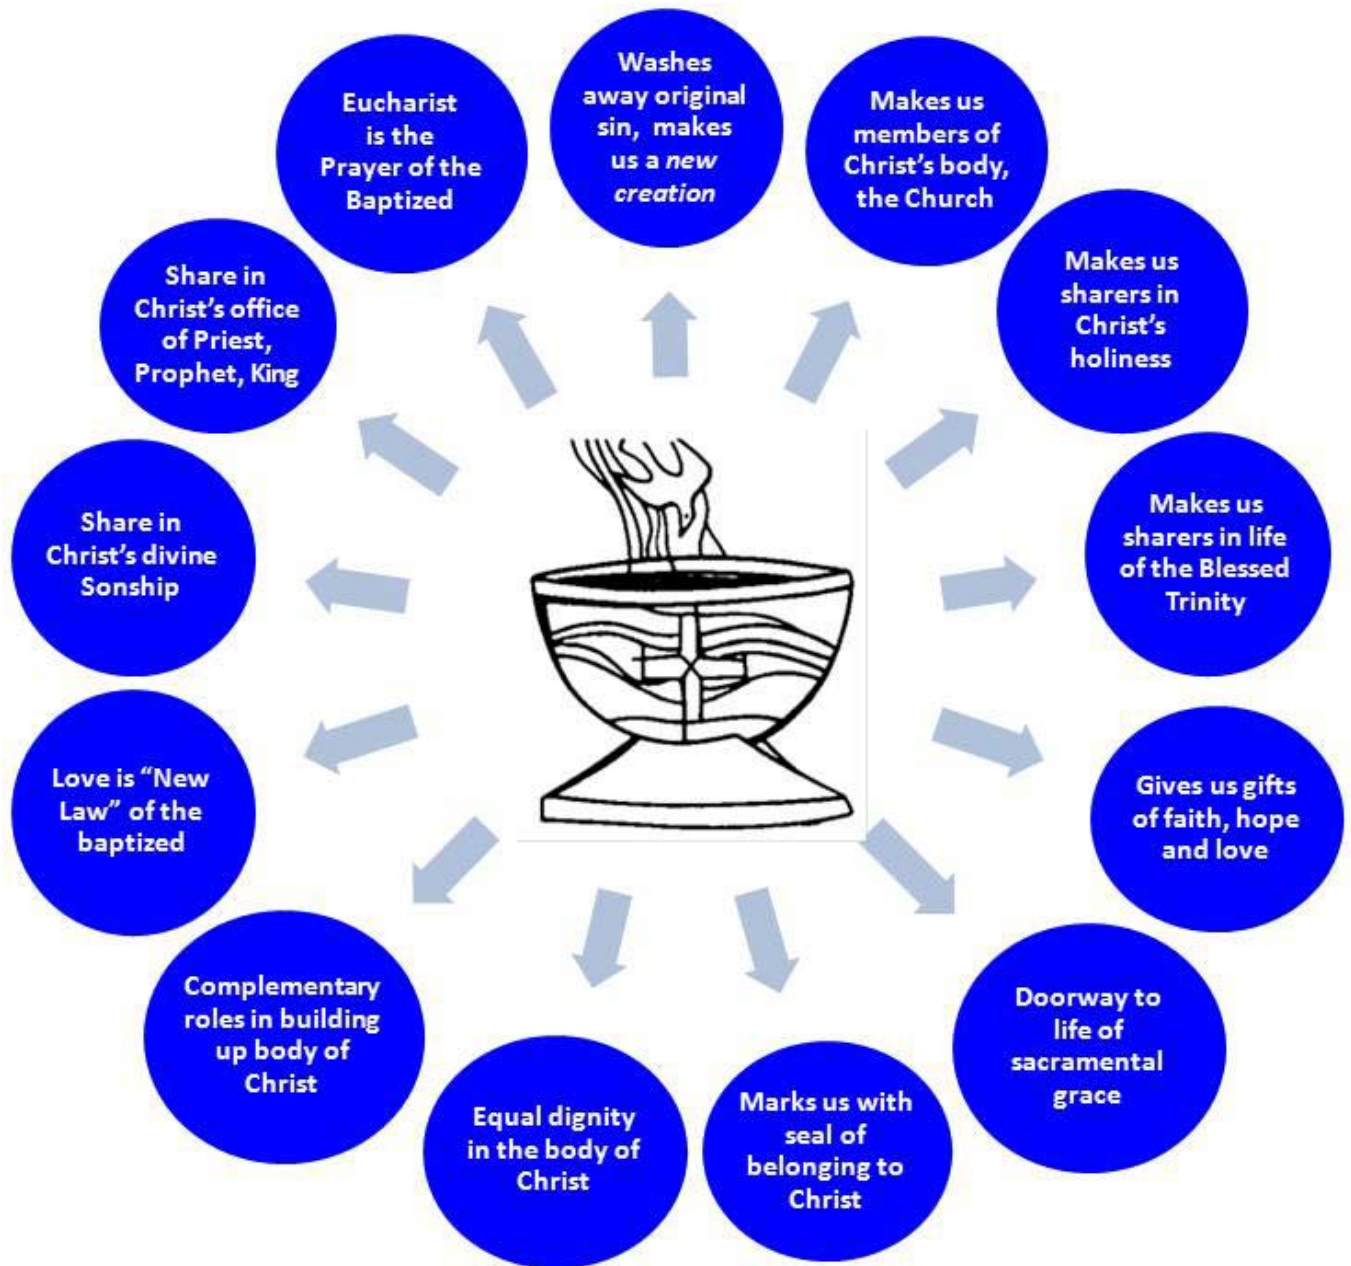 Washes
away original
sin, makes
us a new
creation
Makes us
members of
Christ's body,
the Church
Makes us
sharers in
Christ's
holiness
Makes us
sharers in life
of the Blessed
Trinity
Gives us gifts
of faith, hope
and love
Doorway to
life of
sacramental
grace
Marks us with
seal of
belonging to
Christ
Equal dignity
in the body of
Christ
Complementary
roles in building
up body of
Christ
Love is “New
Law” of the
baptized
Share in
Christ's divine
Sonship
Share in
Christ's office
of Priest,
Prophet, King
Eucharist
is the
Prayer of the
Baptized